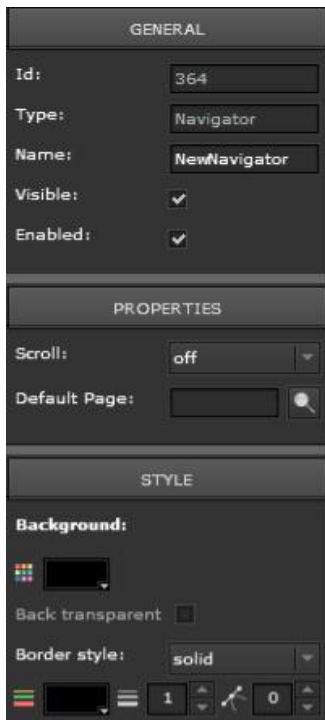 GENERAL
Id: 364
Type: Navigator
Name: NewNavigator
Visible:
Enabled:
PROPERTIES
Scroll: off
Default Page:
STYLE
Background:
Back transparent
Border style: solid
1 0